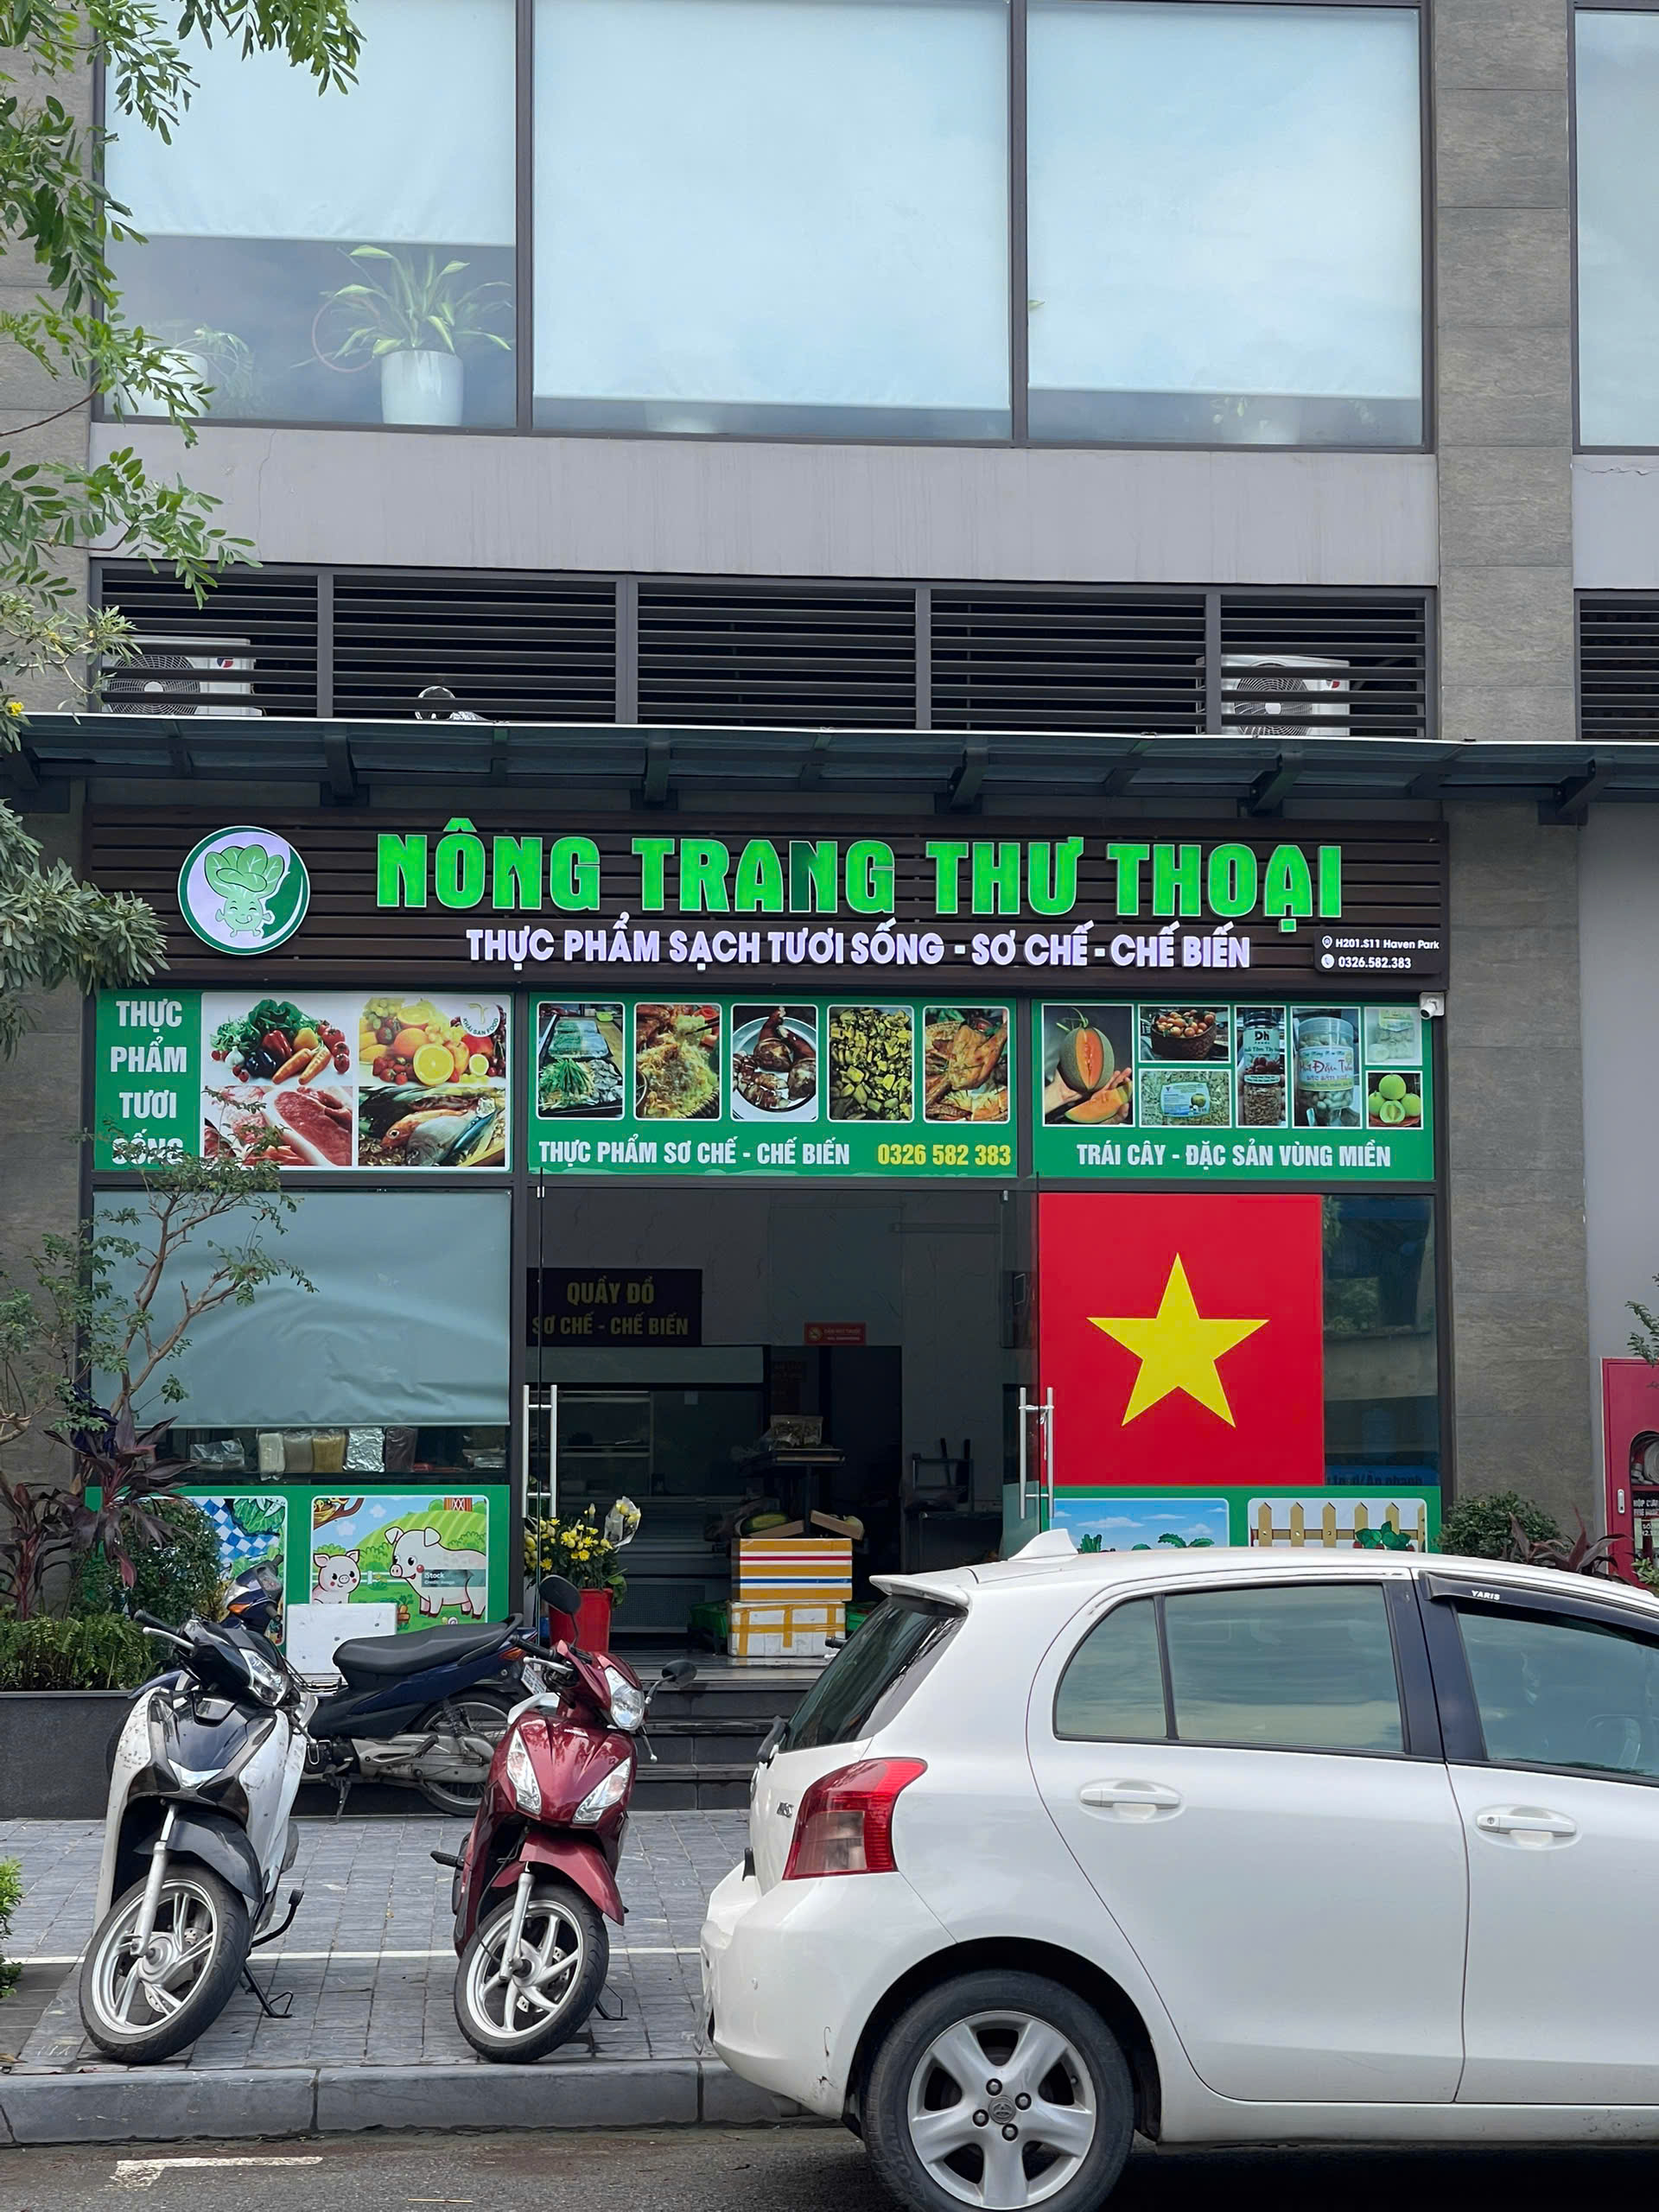 NÔNG TRANG THƯ THOẠI
THỰC PHẨM SẠCH TƯƠI SỐNG - SƠ CHẾ - CHẾ BIẾN
H201.S11 Haven Park
0326.582.383
THỰC
PHẨM
TƯƠI
SỐNG
THỰC PHẨM SƠ CHẾ - CHẾ BIẾN 0326 582 383
TRÁI CÂY - ĐẶC SẢN VÙNG MIỀN
QUẦY ĐỒ
SƠ CHẾ - CHẾ BIẾN
iStock
YARIS